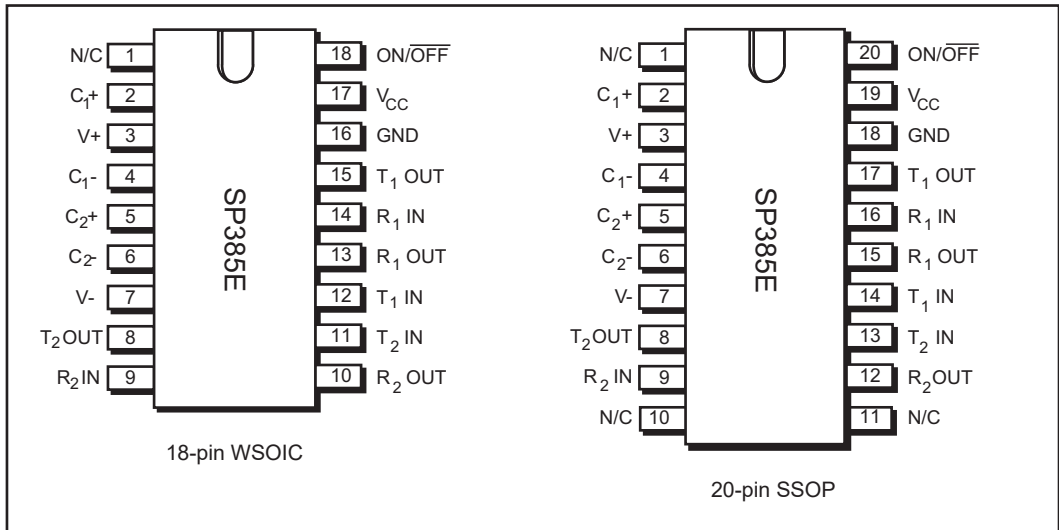 N/C 1 18 ON/OFF
C1+ 2 17 VCC
V+ 3 16 GND
C1- 4 15 T1 OUT
C2+ 5 14 R1 IN
C2- 6 13 R1 OUT
V- 7 12 T1 IN
T2OUT 8 11 T2 IN
R2IN 9 10 R2 OUT
SP385E
18-pin WSOIC
N/C 1 20 ON/OFF
C1+ 2 19 VCC
V+ 3 18 GND
C1- 4 17 T1 OUT
C2+ 5 16 R1 IN
C2- 6 15 R1 OUT
V- 7 14 T1 IN
T2OUT 8 13 T2 IN
R2 IN 9 12 R2OUT
N/C 10 11 N/C
SP385E
20-pin SSOP